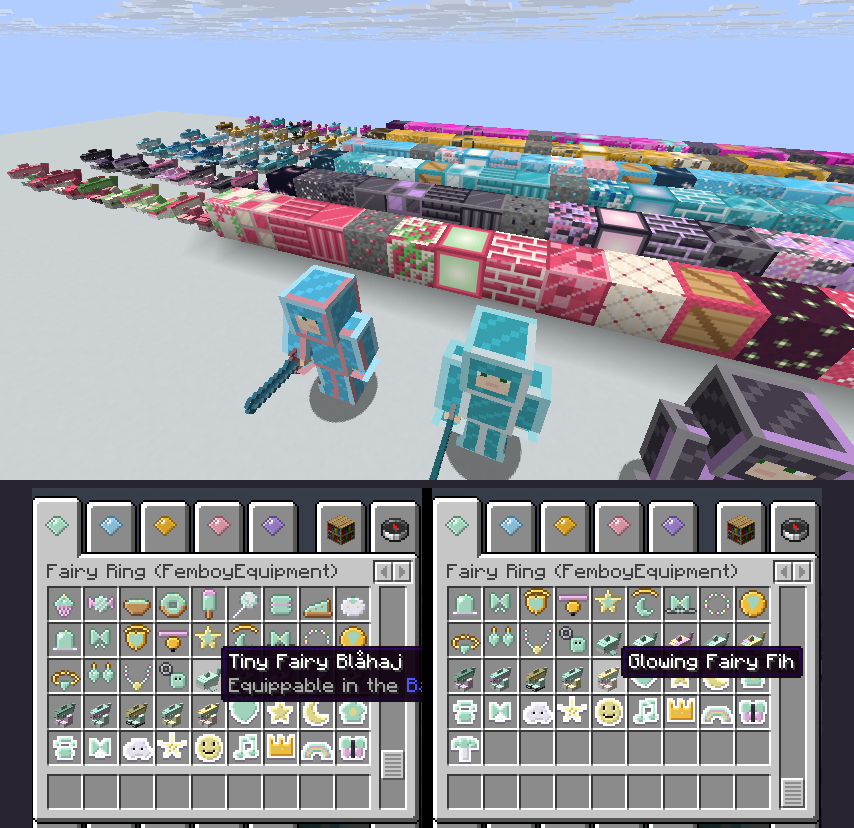 Fairy Ring (FemboyEquipment)
Tiny Fairy Blåhaj
Equippable in the
Fairy Ring (FemboyEquipment)
Glowing Fairy Fih